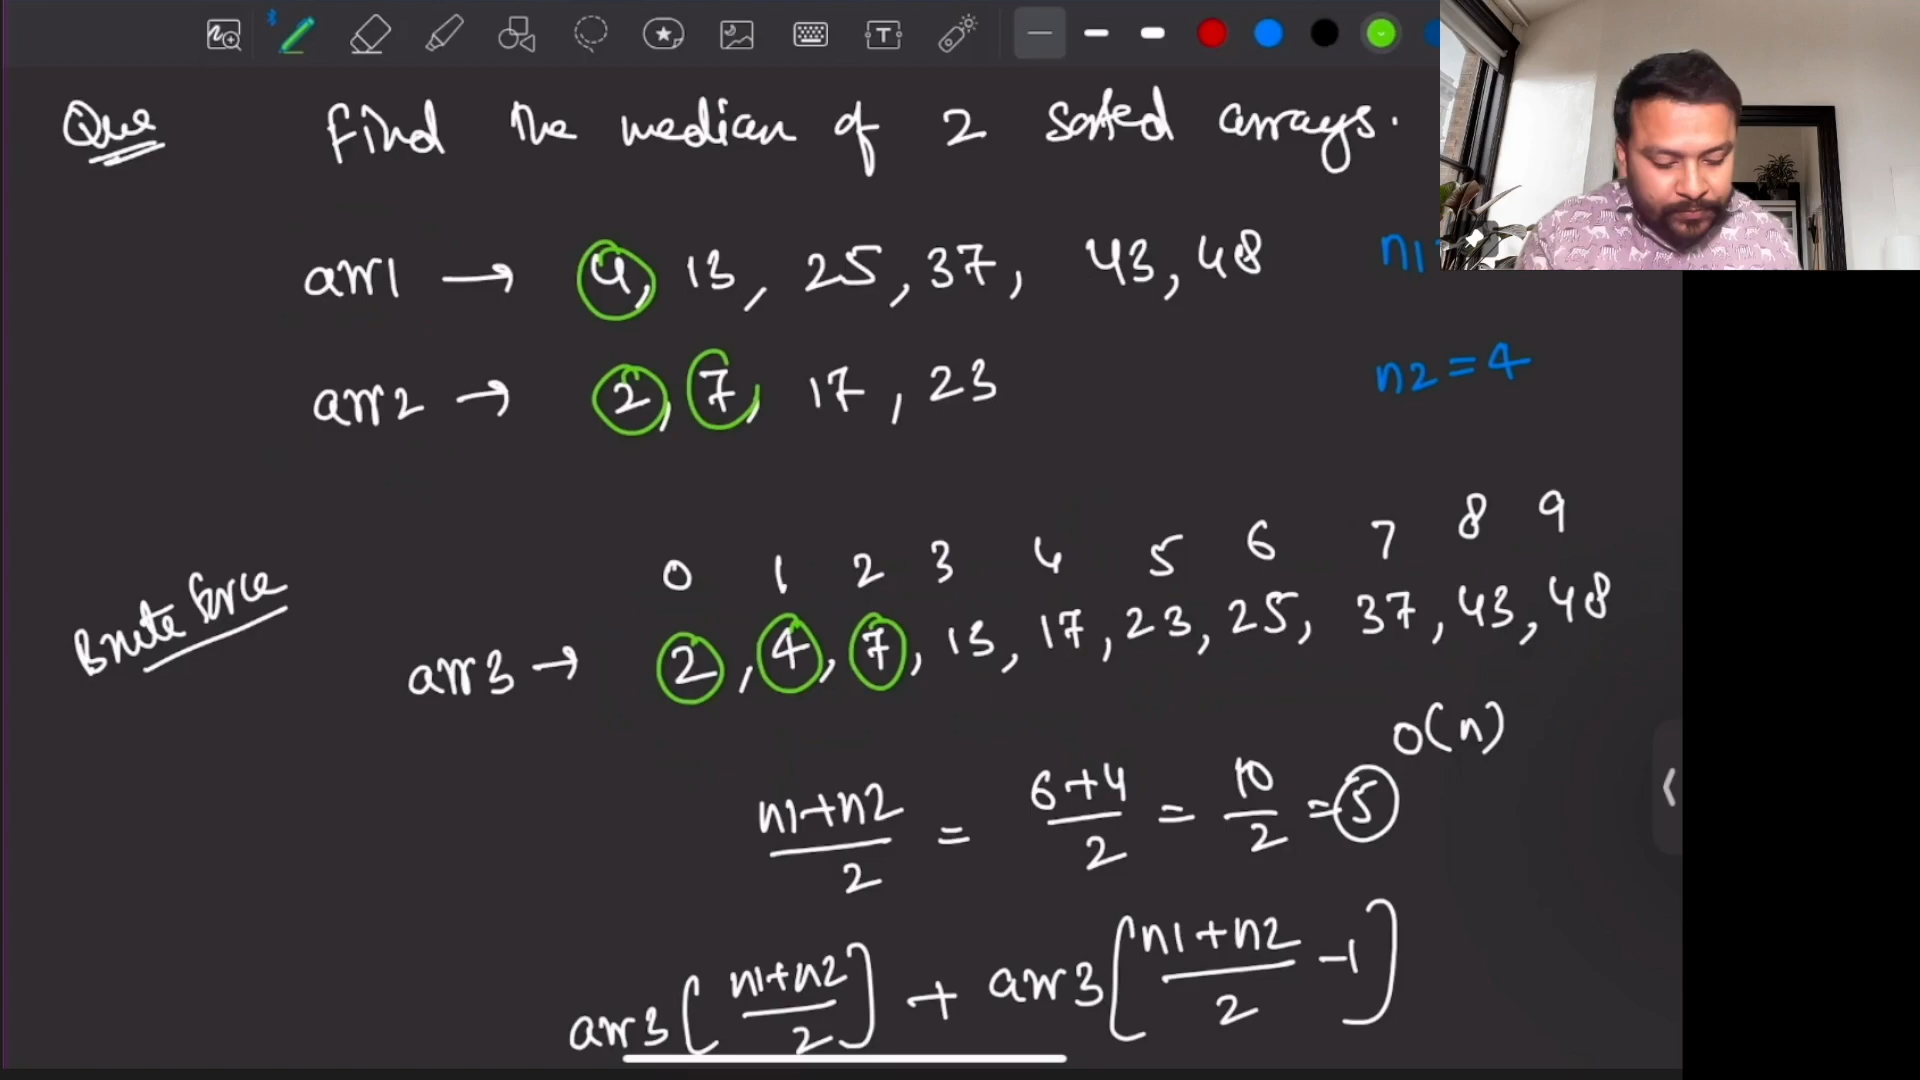 Que Find the median of 2 sorted arrays.
arr1 → 4, 13, 25, 37, 43, 48 n1
arr2 → 2, 7, 17, 23 n2 = 4
0 1 2 3 4 5 6 7 8 9
Brute force
arr3 → 2, 4, 7, 13, 17, 23, 25, 37, 43, 48
O(n)
n1+n2/2 = 6+4/2 = 10/2 = 5
arr3[n1+n2/2] + arr3[n1+n2/2 -1]